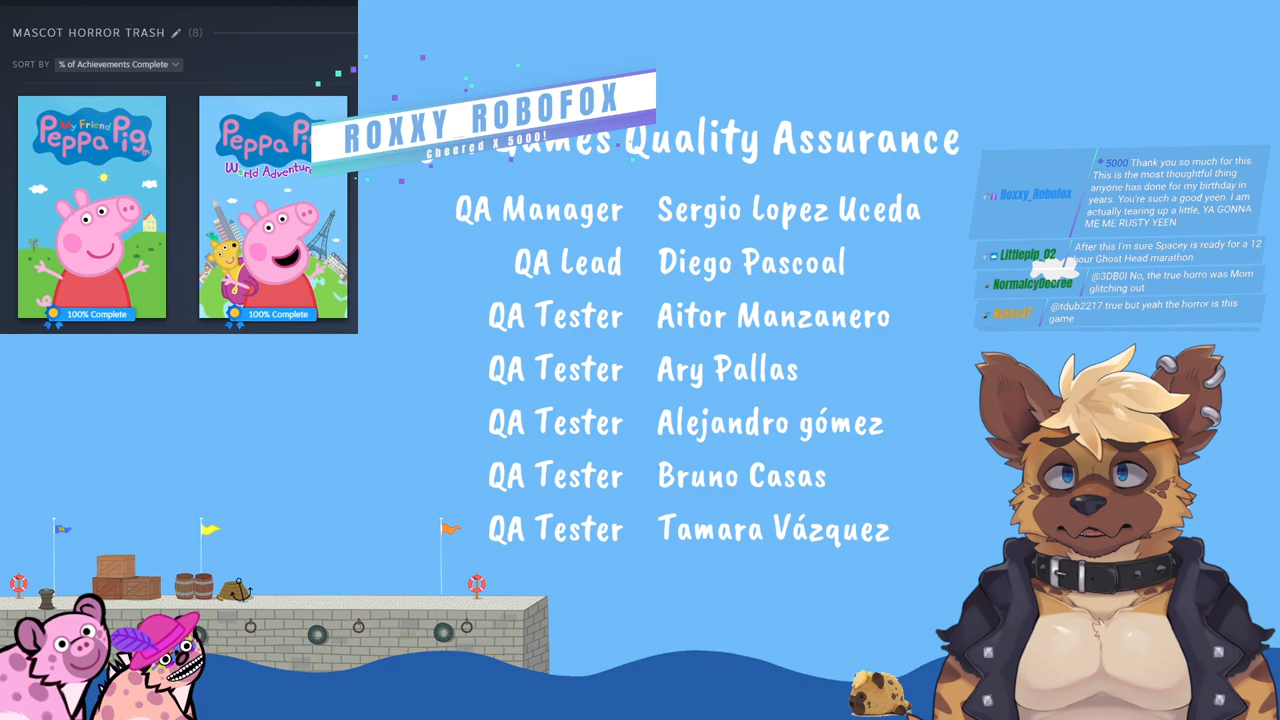 MASCOT HORROR TRASH (8)
SORT BY % of Achievements Complete
My Friend
Peppa Pig
100% Complete
Peppa Pi
World Adventure
100% Complete
ROXXY ROBOFOX
Cheered X 5000!
Games Quality Assurance
QA Manager Sergio Lopez Uceda
QA Lead Diego Pascoal
QA Tester Aitor Manzanero
QA Tester Ary Pallas
QA Tester Alejandro gómez
QA Tester Bruno Casas
QA Tester Tamara Vázquez
Roxxy_Robofox
5000 Thank you so much for this.
This is the most thoughtful thing
anyone has done for my birthday in
years. You're such a good yeen. I am
actually tearing up a little, YA GONNA
ME ME RUSTY YEEN
Littlepip_02
After this I'm sure Spacey is ready for a 12
hour Ghost Head marathon.
NormalcyDecree
@3DB0I No, the true horro was Mom
glitching out
@tdub2217 true but yeah the horror is this
game